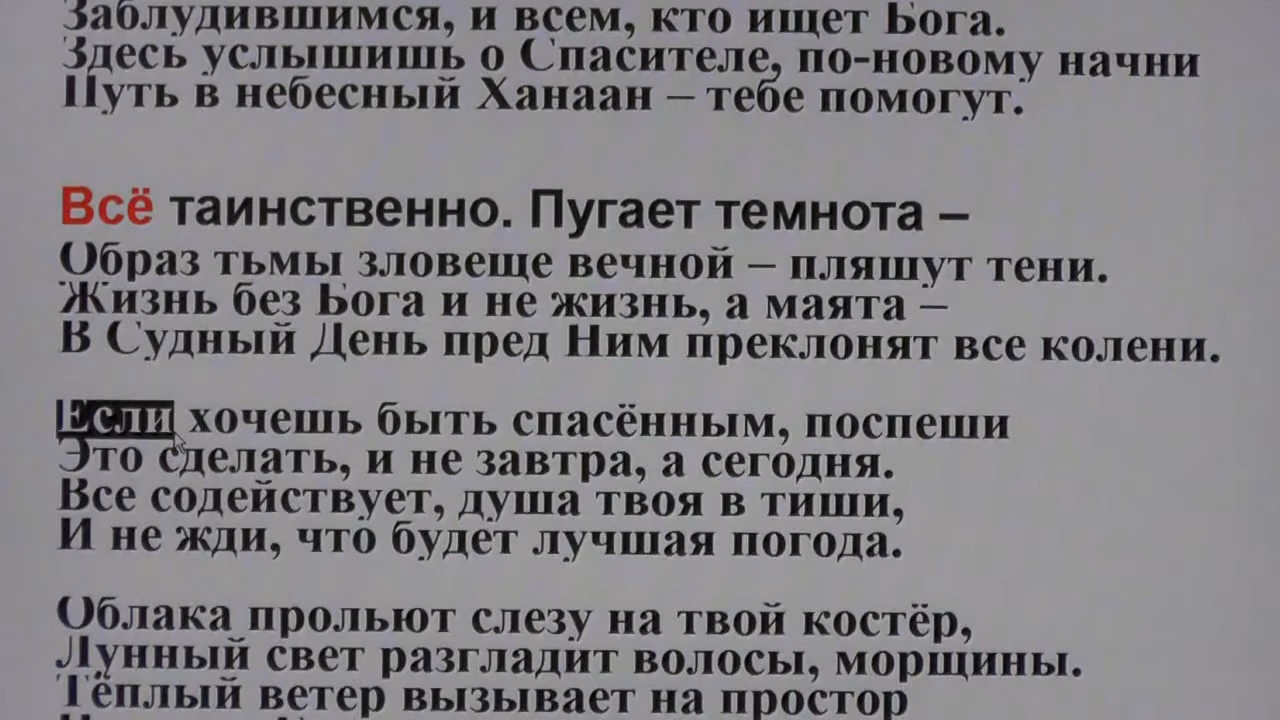 Заблудившимся, и всем, кто ищет Бога.
Здесь услышишь о Спасителе, по-новому начни
Путь в небесный Ханаан – тебе помогут.
Всё таинственно. Пугает темнота –
Образ тьмы зловеще вечной – пляшут тени.
Жизнь без Бога и не жизнь, а маята –
В Судный День пред Ним преклонят все колени.
Если хочешь быть спасённым, поспеши
Это сделать, и не завтра, а сегодня.
Все содействует, душа твоя в тиши,
И не жди, что будет лучшая погода.
Облака прольют слезу на твой костёр,
Лунный свет разгладит волосы, морщины.
Тёплый ветер вызывает на простор